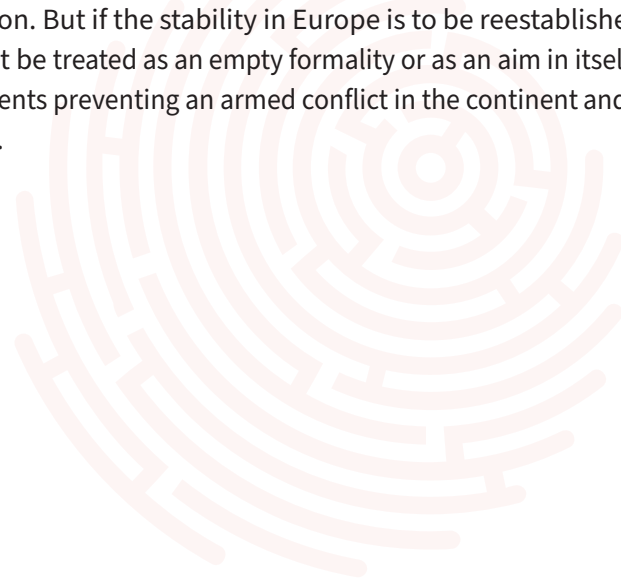 on. But if the stability in Europe is to be reestablishe
t be treated as an empty formality or as an aim in itsel
ents preventing an armed conflict in the continent and
.